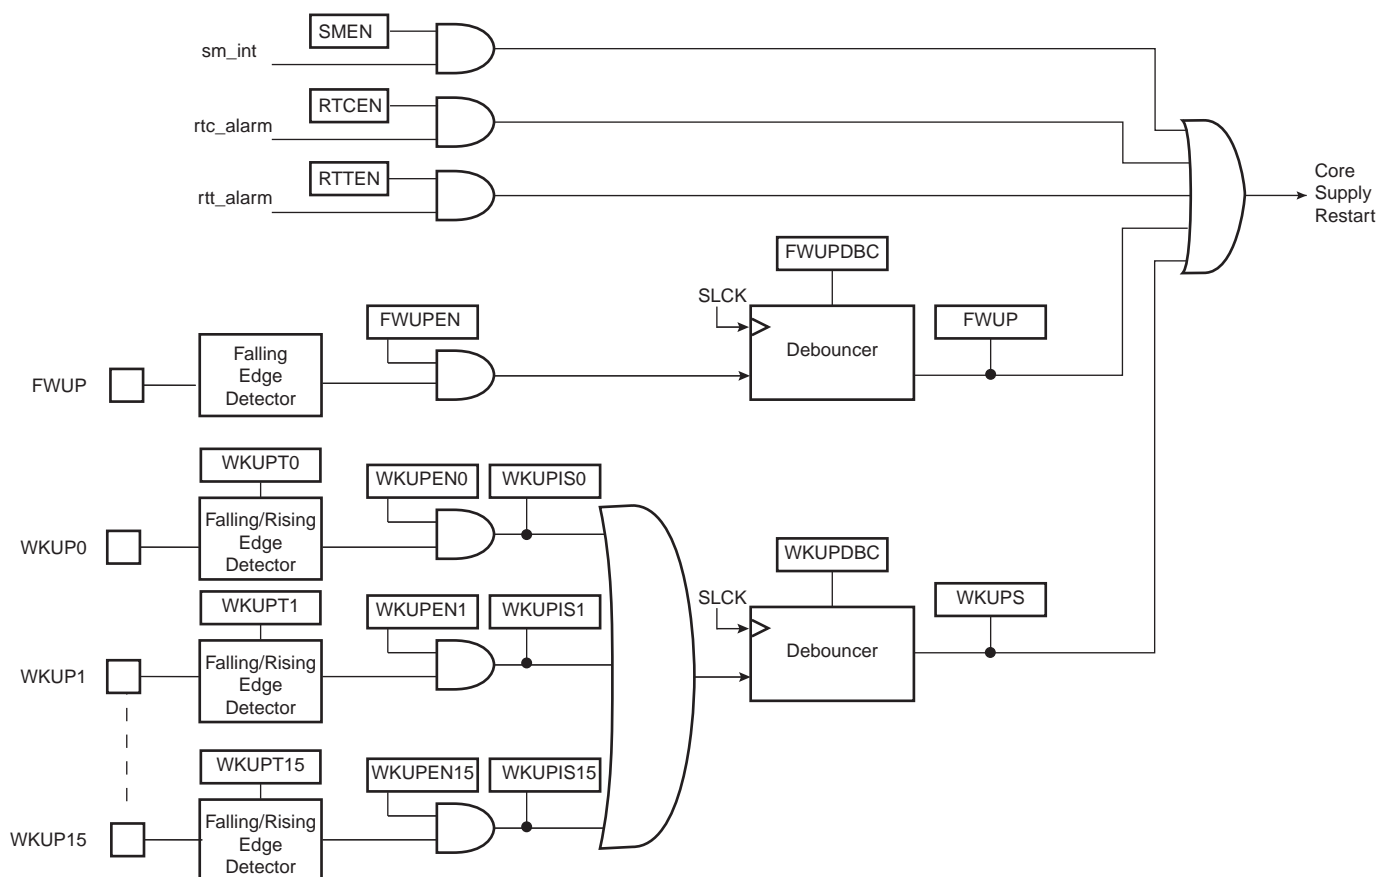 SMEN
sm_int
RTCEN
rtc_alarm
RTTEN
rtt_alarm
Core
Supply
Restart
FWUPDBC
SLCK
FWUPEN
FWUP
Debouncer
Falling
Edge
Detector
FWUP
WKUPT0
WKUPEN0
WKUPIS0
Falling/Rising
Edge
Detector
WKUP0
WKUPDBC
SLCK
WKUPS
Debouncer
WKUPT1
WKUPEN1
WKUPIS1
Falling/Rising
Edge
Detector
WKUP1
WKUPT15
WKUPEN15
WKUPIS15
Falling/Rising
Edge
Detector
WKUP15